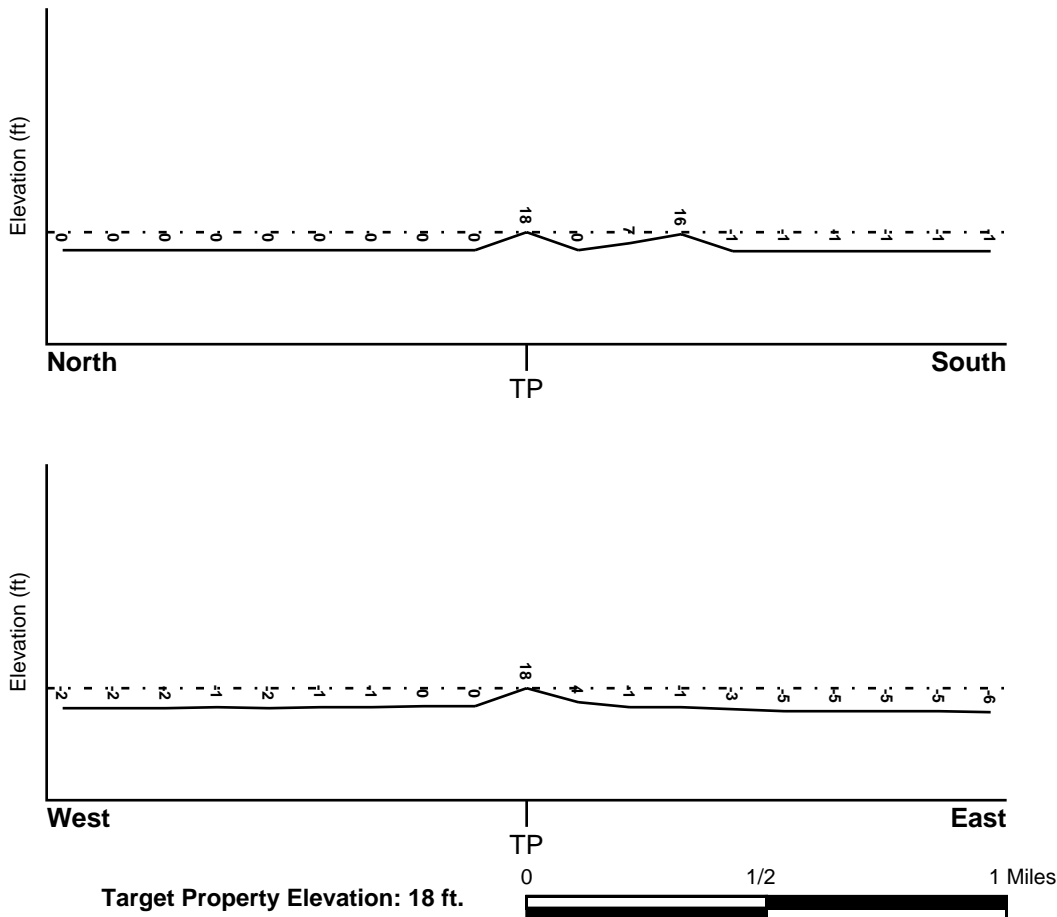 Elevation (ft)
0 0 0 0 0 0 0 0 0 18 0 7 16 -1 -1 -1 -1 -1 -1
North South
TP
Elevation (ft)
-2 -2 -2 -1 -2 -1 -1 0 0 18 4 -1 -1 -3 -5 -5 -5 -5 -6
West East
TP
Target Property Elevation: 18 ft.
0 1/2 1 Miles